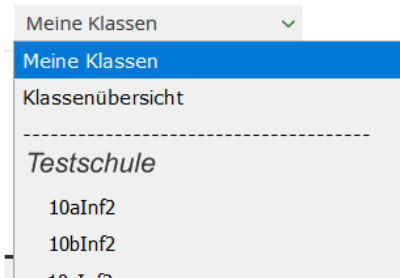 Meine Klassen
Meine Klassen
Klassenübersicht
-------------------------------------
Testschule
10aInf2
10bInf2